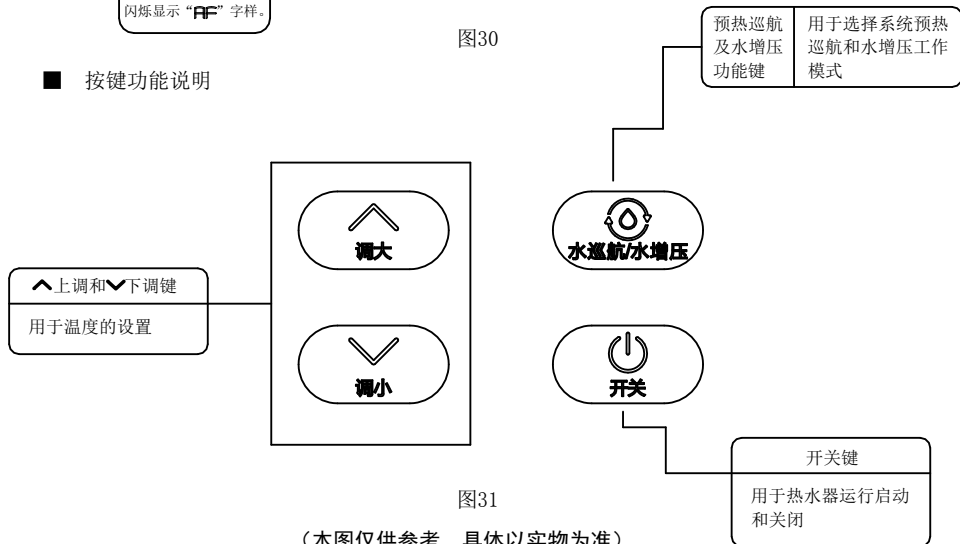 闪烁显示“AF”字样。
图30
预热巡航
及水增压
功能键
用于选择系统预热
巡航和水增压工作
模式
■ 按键功能说明
调大
水巡航/水增压
上调和下调键
用于温度的设置
调小
开关
开关键
用于热水器运行启动
和关闭
图31
（本图仅供参考，具体以实物为准）